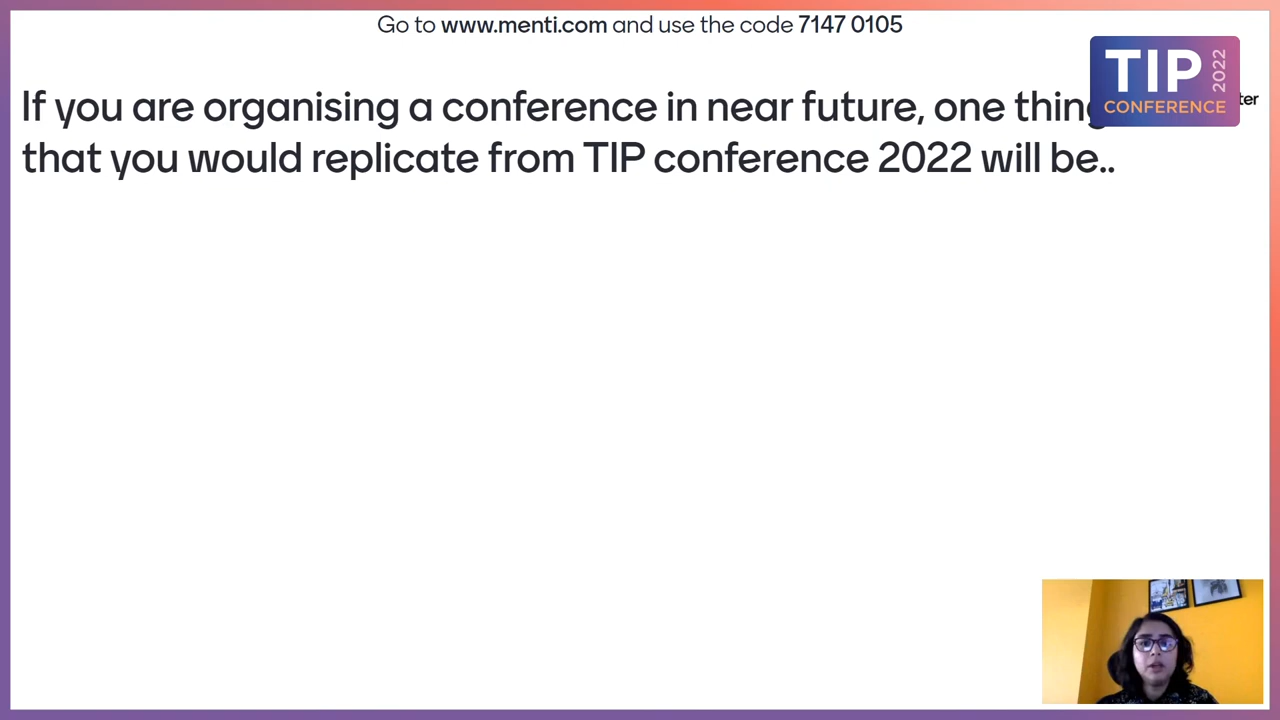 Go to www.menti.com and use the code 7147 0105
TIP 2022
CONFERENCE
If you are organising a conference in near future, one thing
that you would replicate from TIP conference 2022 will be..